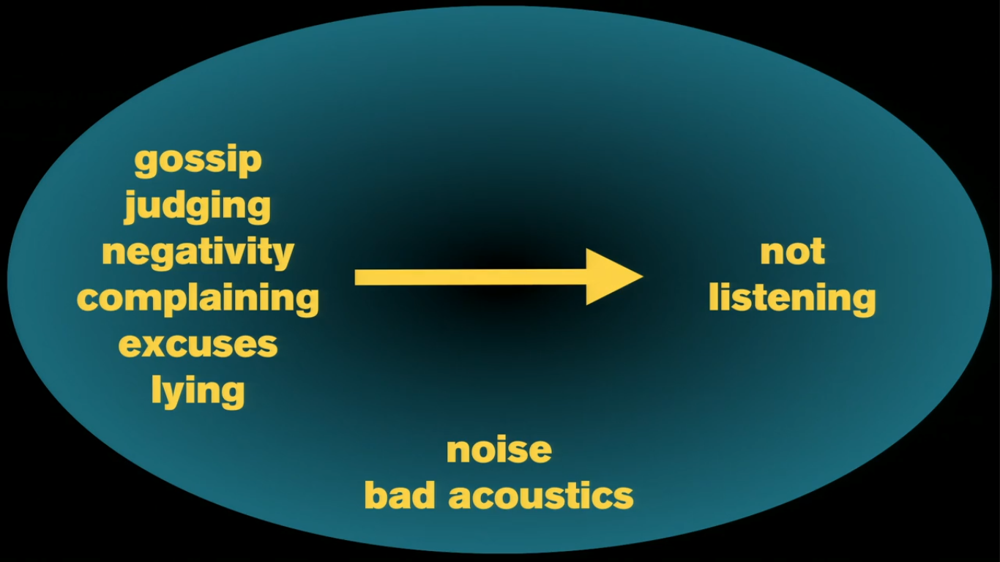 gossip
judging
negativity
complaining
excuses
lying
not
listening
noise
bad acoustics